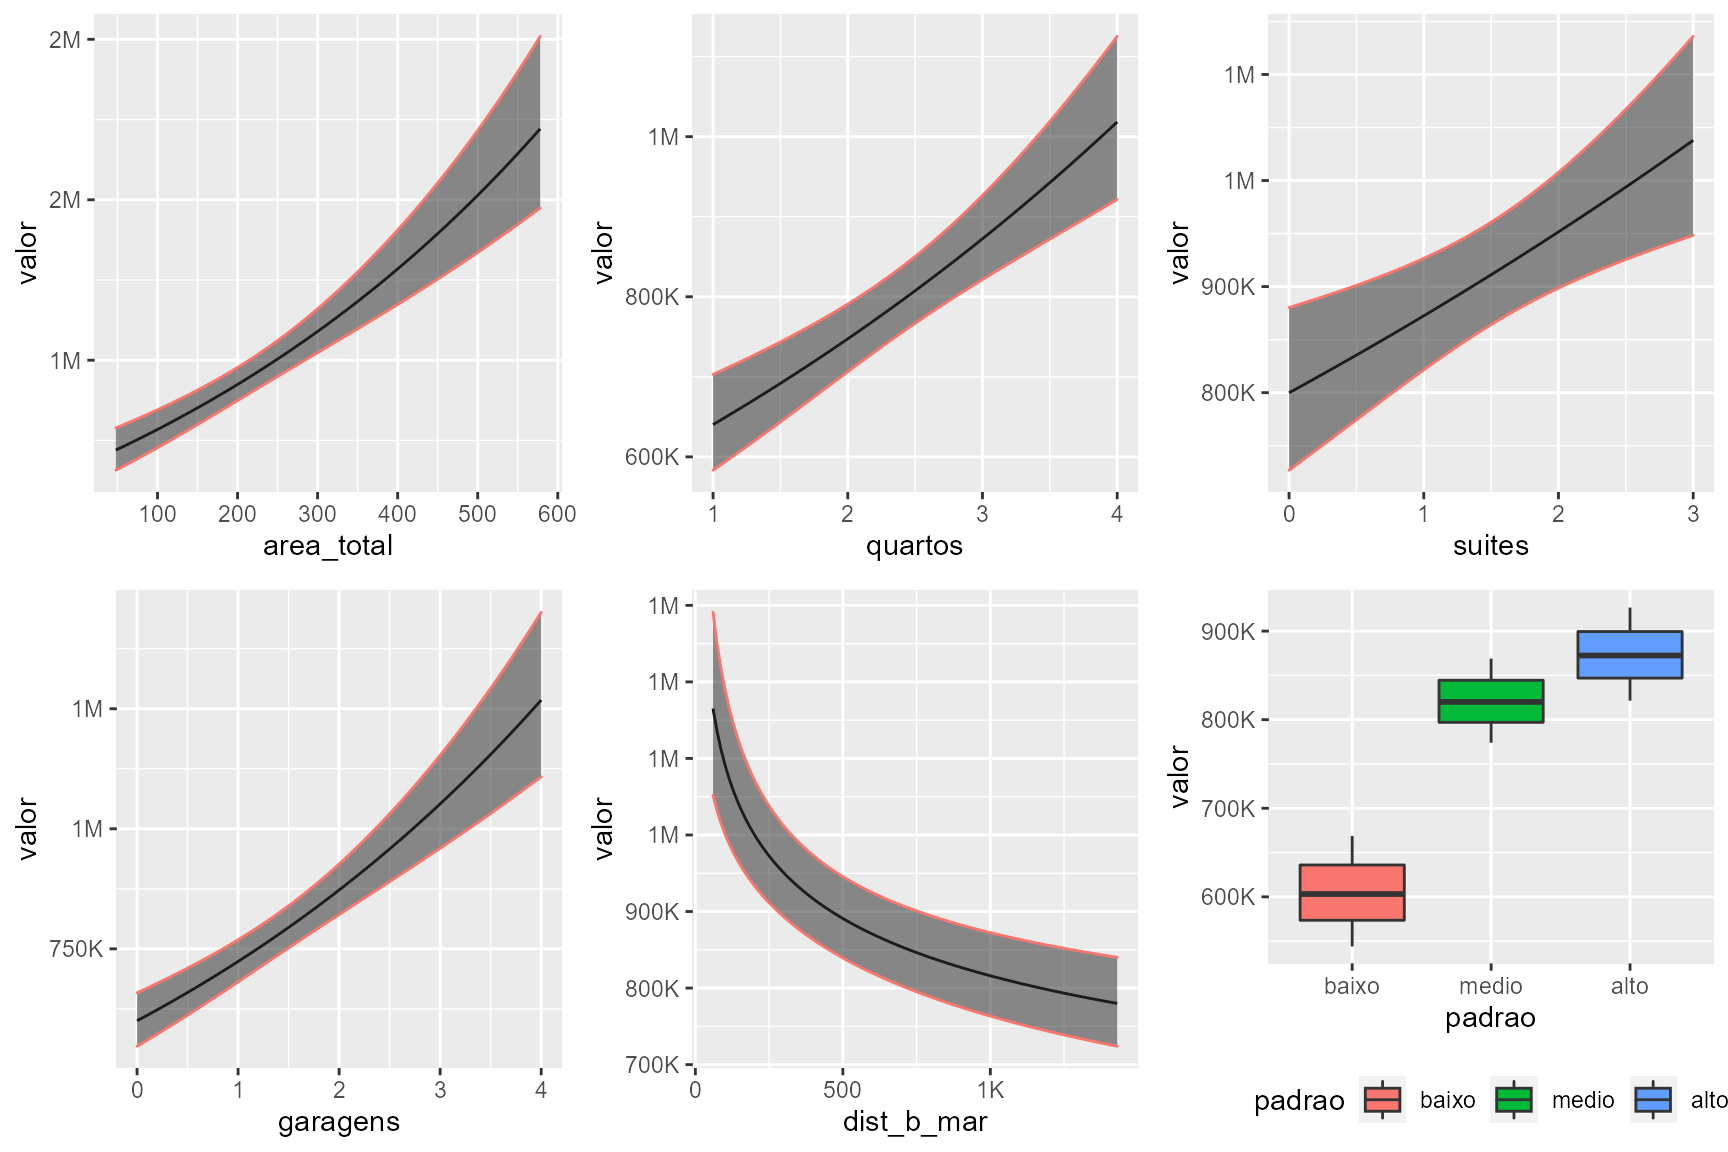 2M
2M
1M
valor
100 200 300 400 500 600
area_total
1M
800K
600K
valor
1 2 3 4
quartos
1M
1M
900K
800K
valor
0 1 2 3
suites
1M
1M
750K
valor
0 1 2 3 4
garagens
1M
1M
1M
1M
900K
800K
700K
valor
0 500 1K
dist_b_mar
900K
800K
700K
600K
valor
baixo medio alto
padrao
padrao baixo medio alto